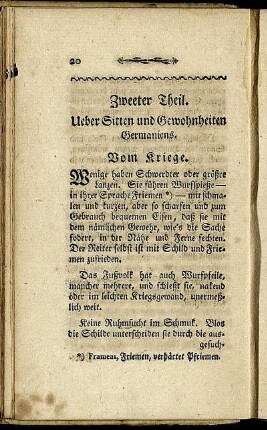 20
Zweeter Theil.
Ueber Sitten und Gewohnheiten
Germaniens.
Vom Kriege.
Wenige haben Schwerdter oder größre
Lanzen. Sie führen Wurfspieße—
in ihrer Sprache Friemen *) — mit schma-
len und kurzen, aber so scharfen und zum
Gebrauch bequemen Eisen, daß sie mit
dem nämlichen Gewehr, wie's die Sache
fodert, in der Nähe und Ferne fechten.
Der Reiter selbst ist mit Schild und Frie-
men zufrieden.
Das Fußvolk hat auch Wurfpfeile,
mancher mehrere, und schießt sie, nakend
oder im leichten Kriegsgewand, unermeß-
lich weit.
Keine Ruhmsucht im Schmuk. Blos
die Schilde unterscheiden sie durch die aus-
gesuch-
*) Frameas, Friemen, verhärtet Pfriemen.